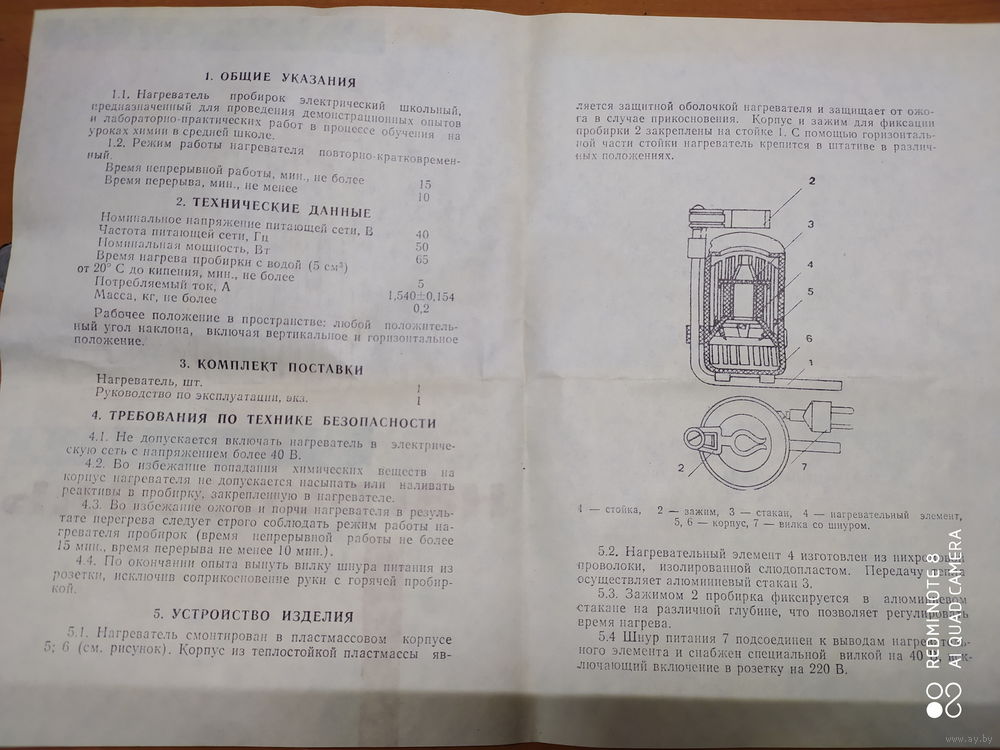 1. ОБЩИЕ УКАЗАНИЯ
1.1. Нагреватель пробирок электрический школьный,
предназначенный для проведения демонстрационных опытов
и лабораторно-практических работ в процессе обучения на
уроках химии в средней школе.
1.2. Режим работы нагревателя повторно-кратковремен-
ный.
Время непрерывной работы, мин., не более 15
Время перерыва, мин., не менее 10
2. ТЕХНИЧЕСКИЕ ДАННЫЕ
Номинальное напряжение питающей сети, В 40
Частота питающей сети, Гц 50
Номинальная мощность, Вт 65
Время нагрева пробирки с водой (5 см³)
от 20° С до кипения, мин., не более 5
Потребляемый ток, А 1,540±0,154
Масса, кг, не более 0,2
Рабочее положение в пространстве: любой положитель-
ный угол наклона, включая вертикальное и горизонтальное
положение.
3. КОМПЛЕКТ ПОСТАВКИ
Нагреватель, шт. 1
Руководство по эксплуатации, экз. 1
4. ТРЕБОВАНИЯ ПО ТЕХНИКЕ БЕЗОПАСНОСТИ
4.1. Не допускается включать нагреватель в электриче-
скую сеть с напряжением более 40 В.
4.2. Во избежание попадания химических веществ на
корпус нагревателя не допускается насыпать или наливать
реактивы в пробирку, закрепленную в нагревателе.
4.3. Во избежание ожогов и порчи нагревателя в резуль-
тате перегрева следует строго соблюдать режим работы на-
гревателя пробирок (время непрерывной работы не более
15 мин., время перерыва не менее 10 мин.).
4.4. По окончании опыта вынуть вилку шнура питания из
розетки, исключив соприкосновение руки с горячей пробир-
кой.
5. УСТРОЙСТВО ИЗДЕЛИЯ
5.1. Нагреватель смонтирован в пластмассовом корпусе
5; 6 (см. рисунок). Корпус из теплостойкой пластмассы яв-
ляется защитной оболочкой нагревателя и защищает от ожо-
га в случае прикосновения. Корпус и зажим для фиксации
пробирки 2 закреплены на стойке 1. С помощью горизонталь-
ной части стойки нагреватель крепится в штативе в различ-
ных положениях.
2
3
4
5
6
1
2
7
1 — стойка, 2 — зажим, 3 — стакан, 4 — нагревательный элемент,
5, 6 — корпус, 7 — вилка со шнуром.
5.2. Нагревательный элемент 4 изготовлен из
проволоки, изолированной слюдопластом. Передачу
осуществляет алюминиевый стакан 3.
5.3. Зажимом 2 пробирка фиксируется в алюминиевом
стакане на различной глубине, что позволяет регулировать
время нагрева.
5.4 Шнур питания 7 подсоединен к выводам
ного элемента и снабжен специальной вилкой на 40
лючающий включение в розетку на 220 В.
REDMI NOTE 8
AI QUAD CAMERA
www.ay.by